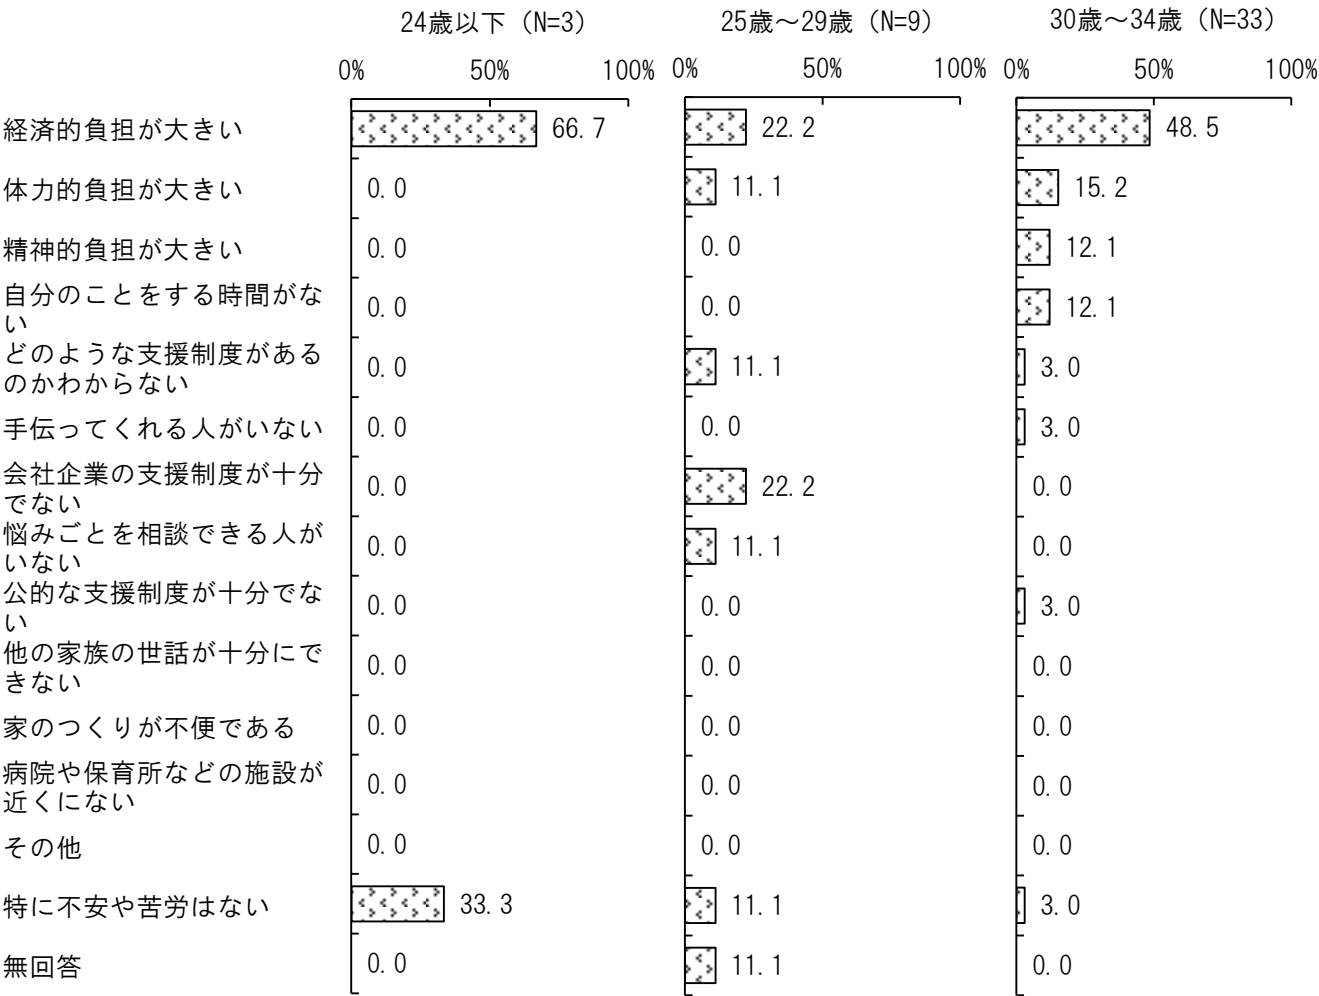 24歳以下（N=3） 25歳～29歳（N=9） 30歳～34歳（N=33）
0% 50% 100% 0% 50% 100% 0% 50% 100%
経済的負担が大きい 66.7 22.2 48.5
体力的負担が大きい 0.0 11.1 15.2
精神的負担が大きい 0.0 0.0 12.1
自分のことをする時間がな
い 0.0 0.0 12.1
どのような支援制度がある
のかわからない 0.0 11.1 3.0
手伝ってくれる人がいない 0.0 0.0 3.0
会社企業の支援制度が十分
でない 0.0 22.2 0.0
悩みごとを相談できる人が
いない 0.0 11.1 0.0
公的な支援制度が十分でな
い 0.0 0.0 3.0
他の家族の世話が十分にで
きない 0.0 0.0 0.0
家のつくりが不便である 0.0 0.0 0.0
病院や保育所などの施設が
近くにない 0.0 0.0 0.0
その他 0.0 0.0 0.0
特に不安や苦労はない 33.3 11.1 3.0
無回答 0.0 11.1 0.0